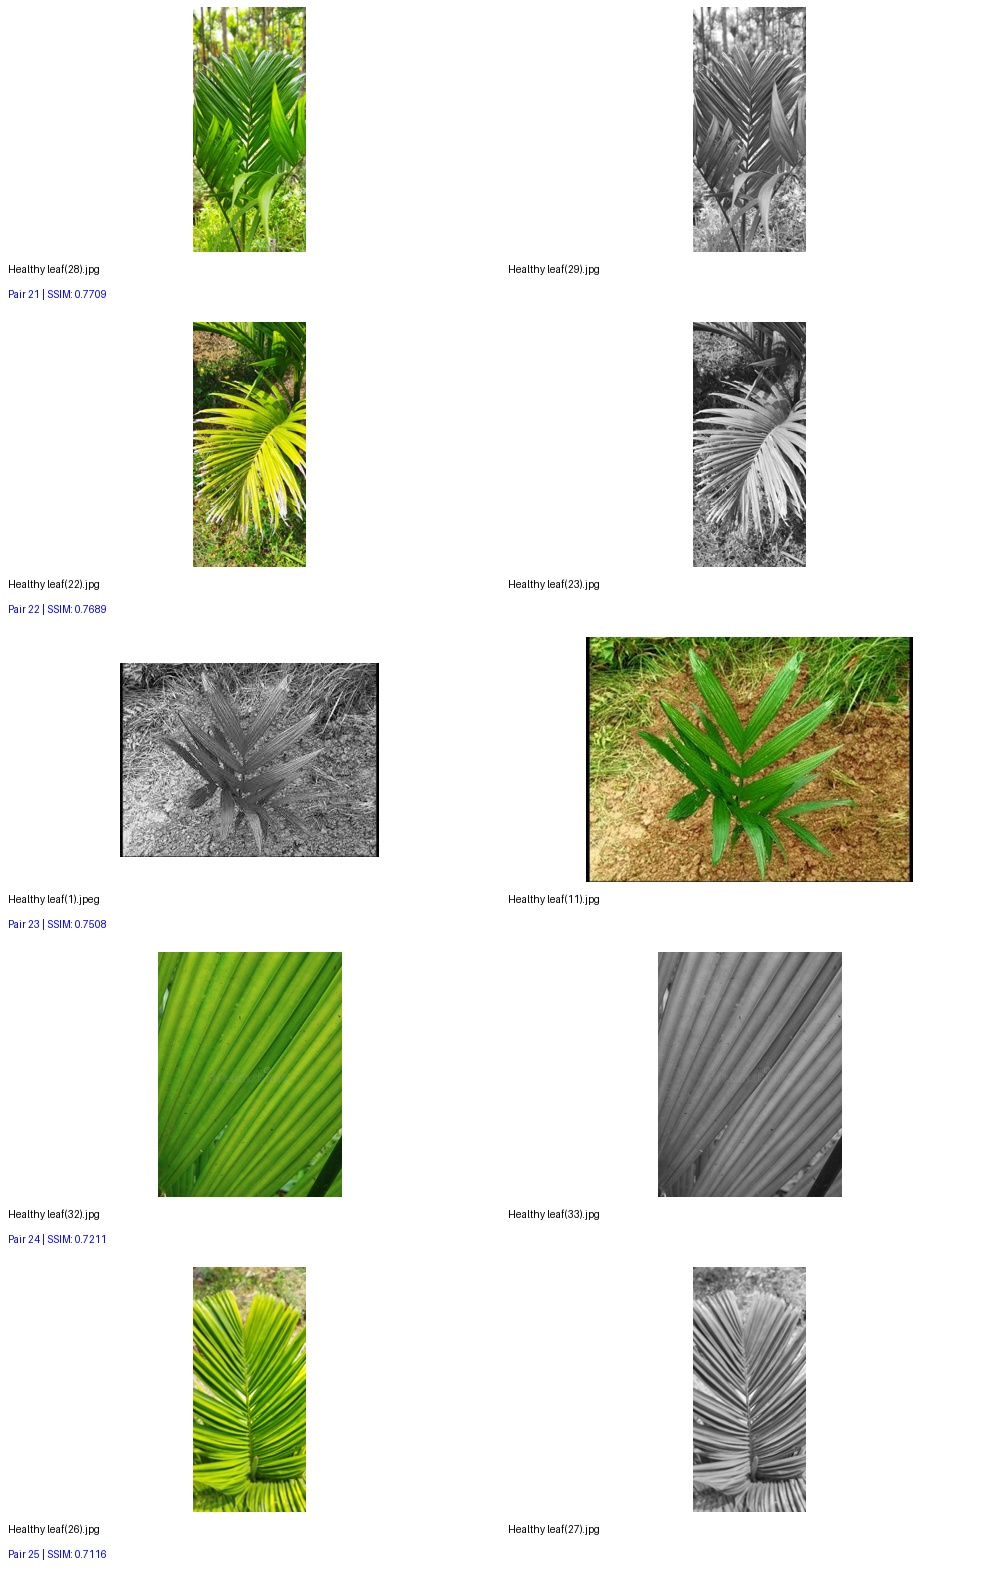 Healthy leaf(28).jpg
Healthy leaf(29).jpg
Pair 21 | SSIM: 0.7709
Healthy leaf(22).jpg
Healthy leaf(23).jpg
Pair 22 | SSIM: 0.7689
Healthy leaf(1).jpeg
Healthy leaf(11).jpg
Pair 23 | SSIM: 0.7508
Healthy leaf(32).jpg
Healthy leaf(33).jpg
Pair 24 | SSIM: 0.7211
Healthy leaf(26).jpg
Healthy leaf(27).jpg
Pair 25 | SSIM: 0.7116